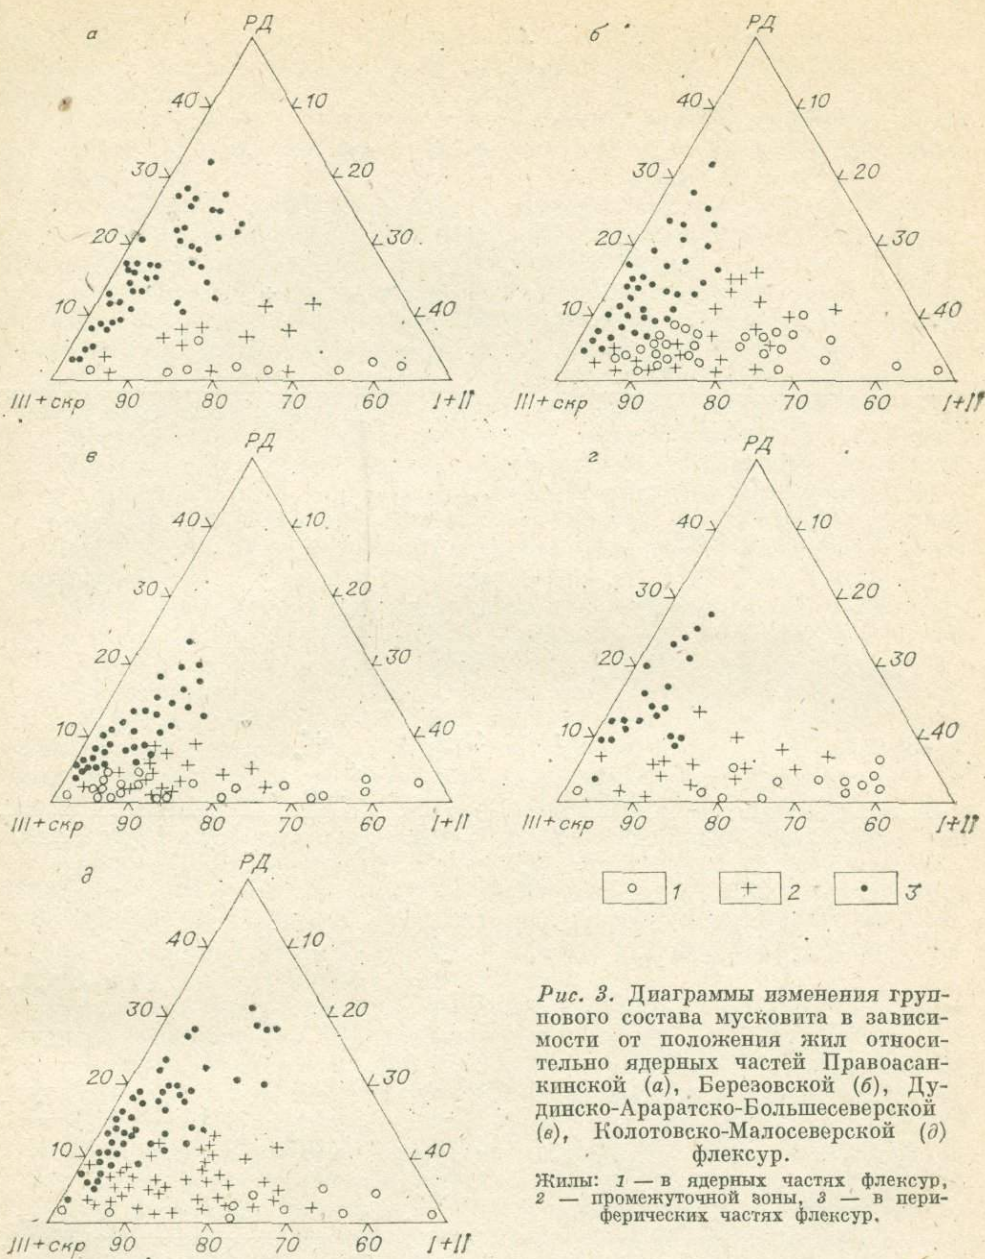 а
РД
40 10
30 20
20 30
10 40
III+скр 90 80 70 60 I+II
б
РД
40 10
30 20
20 30
10 40
III+скр 90 80 70 60 I+II
в
РД
40 10
30 20
20 30
10 40
III+скр 90 80 70 60 I+II
г
РД
40 10
30 20
20 30
10 40
III+скр 90 80 70 60 I+II
д
РД
40 10
30 20
20 30
10 40
III+скр 90 80 70 60 I+II
1 2 3
Рис. 3. Диаграммы изменения груп-
пового состава мусковита в зависи-
мости от положения жил относи-
тельно ядерных частей Правоасан-
кинской (а), Березовской (б), Ду-
динско-Араратско-Большесеверской
(в), Колотовско-Малосеверской (д)
флексур.
Жилы: 1 — в ядерных частях флексур,
2 — промежуточной зоны, 3 — в пери-
ферических частях флексур.